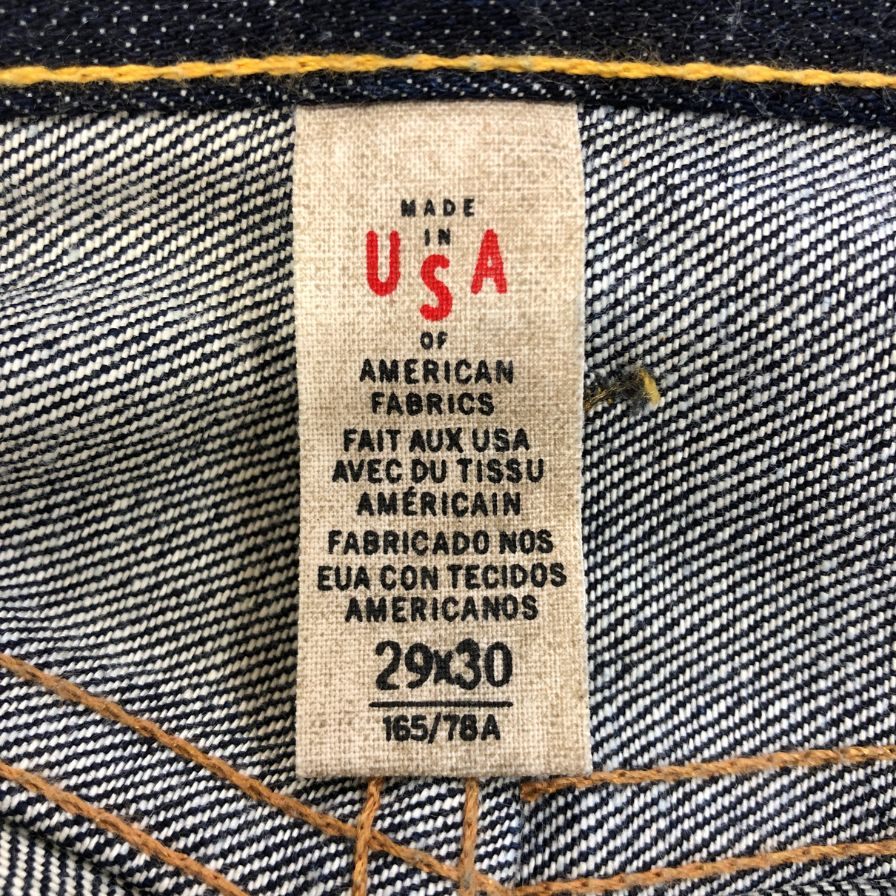 MADE
IN
USA
OF
AMERICAN
FABRICS
FAIT AUX USA
AVEC DU TISSU
AMÉRICAIN
FABRICADO NOS
EUA CON TECIDOS
AMERICANOS
29X30
165/78A